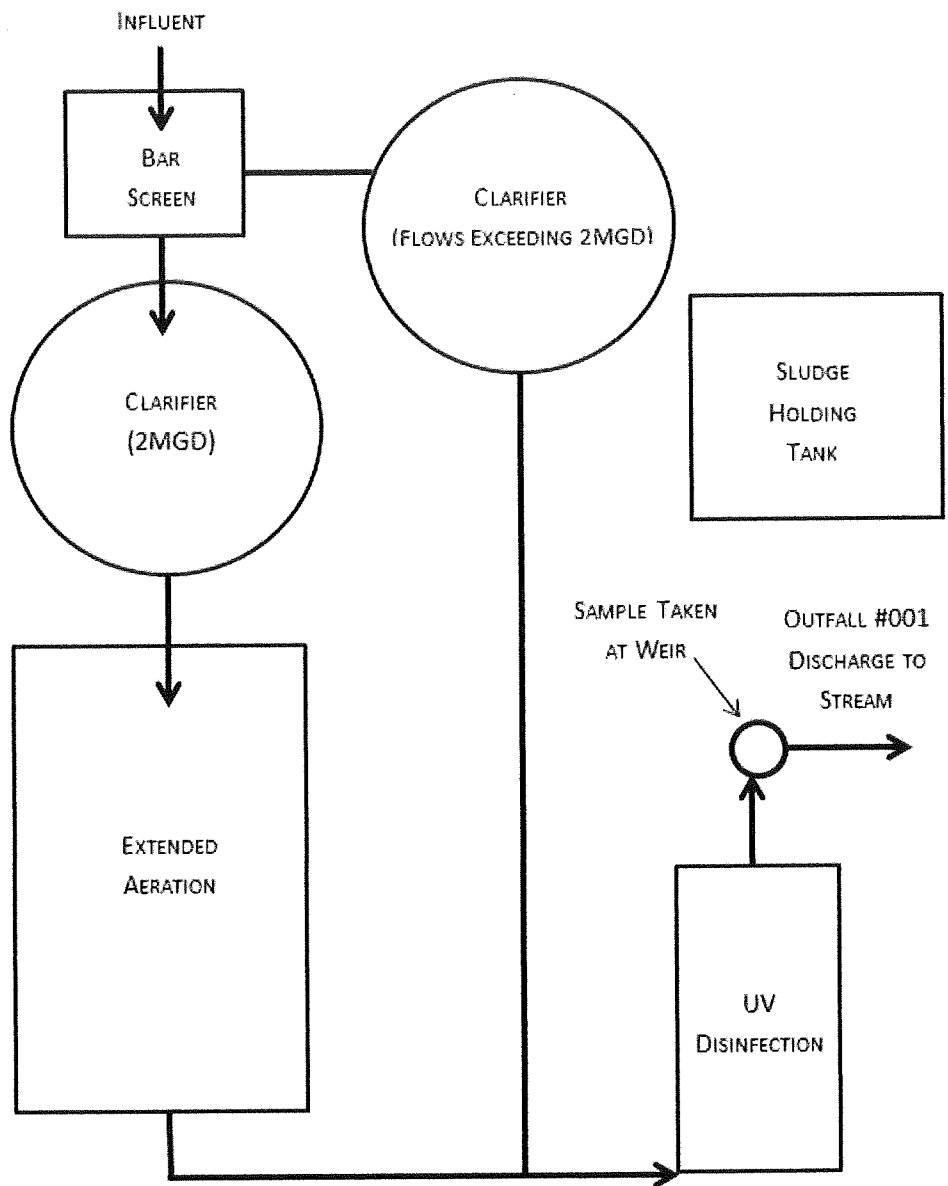 INFLUENT
BAR
SCREEN
CLARIFIER
(FLOWS EXCEEDING 2MGD)
CLARIFIER
(2MGD)
SLUDGE
HOLDING
TANK
SAMPLE TAKEN
AT WEIR
OUTFALL #001
DISCHARGE TO
STREAM
EXTENDED
AERATION
UV
DISINFECTION